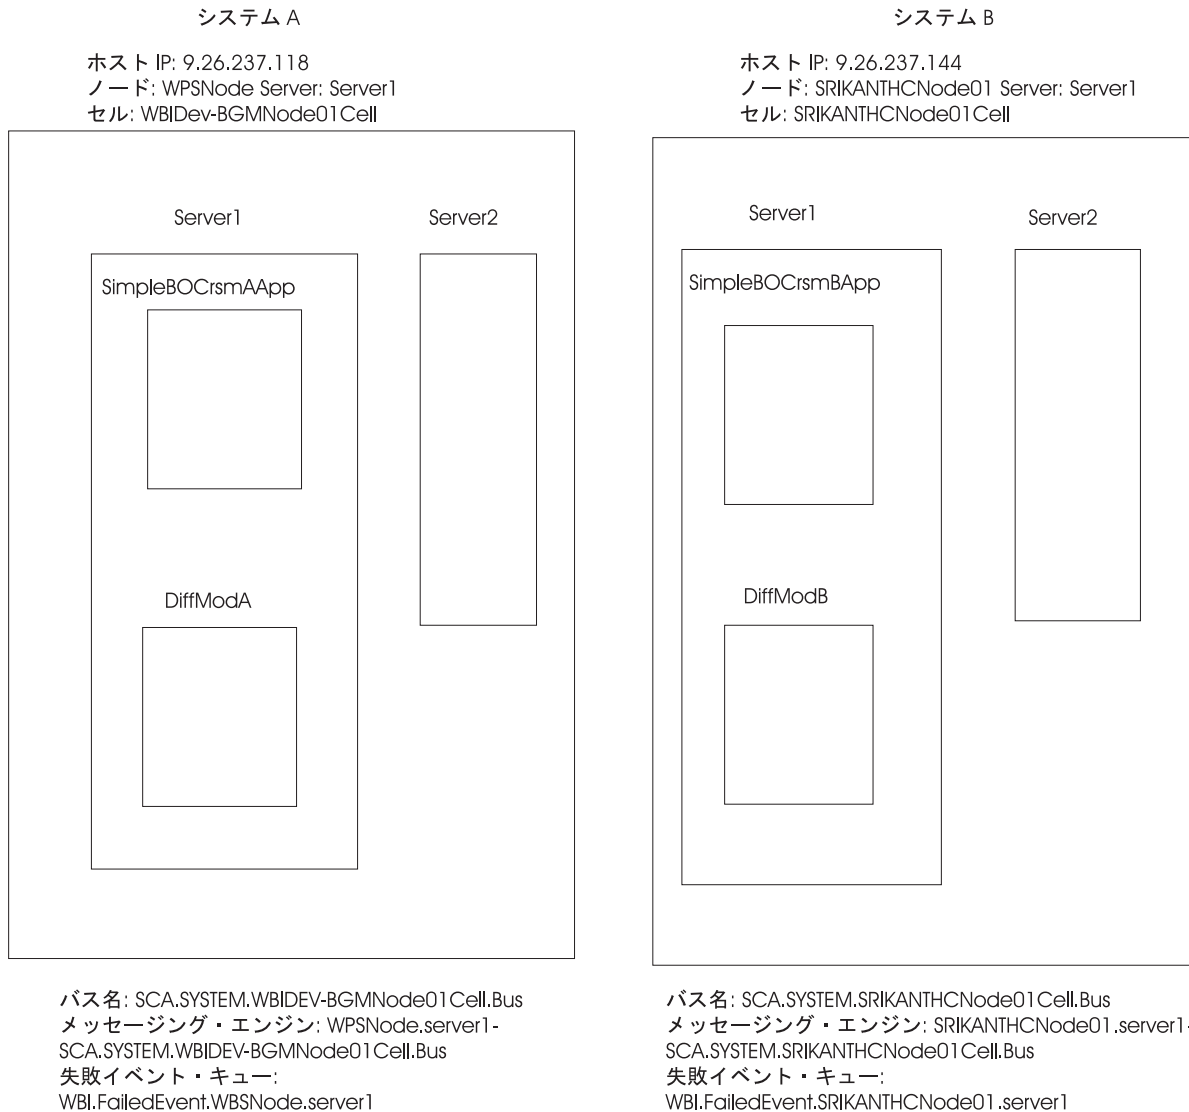 システム A
ホスト IP: 9.26.237.118
ノード: WPSNode Server: Server1
セル: WBIDev-BGMNode01Cell
Server1
Server2
SimpleBOCrsmAApp
DiffModA
バス名: SCA.SYSTEM.WBIDEV-BGMNode01Cell.Bus
メッセージング・エンジン: WPSNode.server1-
SCA.SYSTEM.WBIDEV-BGMNode01Cell.Bus
失敗イベント・キュー:
WBI.FailedEvent.WBSNode.server1
システム B
ホスト IP: 9.26.237.144
ノード: SRIKANTHCNode01 Server: Server1
セル: SRIKANTHCNode01Cell
Server1
Server2
SimpleBOCrsmBApp
DiffModB
バス名: SCA.SYSTEM.SRIKANTHCNode01Cell.Bus
メッセージング・エンジン: SRIKANTHCNode01.server1-
SCA.SYSTEM.SRIKANTHCNode01Cell.Bus
失敗イベント・キュー:
WBI.FailedEvent.SRIKANTHCNode01.server1